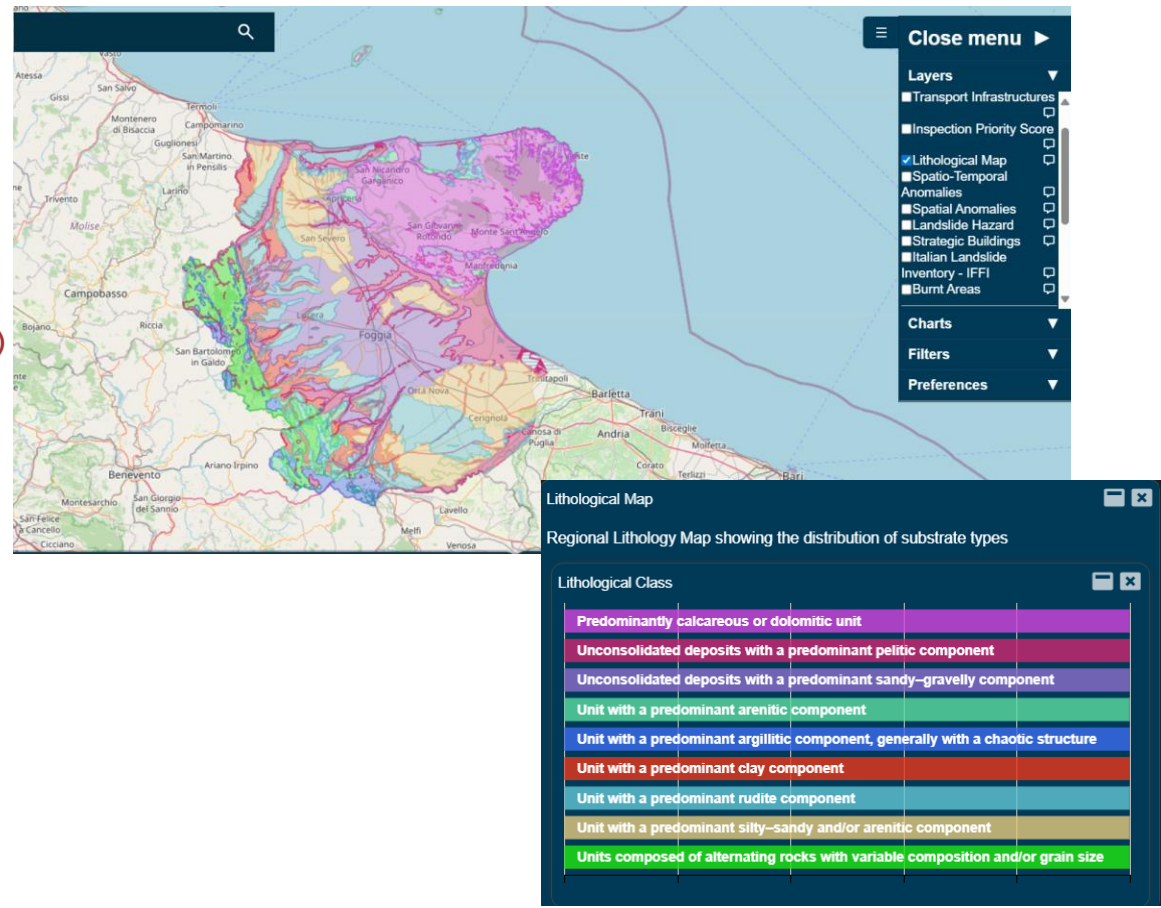 Close menu ►
Layers ▼
Transport Infrastructures
Inspection Priority Score
Lithological Map
Spatio-Temporal
Anomalies
Spatial Anomalies
Landslide Hazard
Strategic Buildings
Italian Landslide
Inventory - IFFI
Burnt Areas
Charts ▼
Filters ▼
Preferences ▼
Vasto
Atessa
San Salvo
Gissi
Termoli
Montenero
di Bisaccia
Campomarino
Guglionesi
San Martino
in Pensilis
Larino
Trivento
Molise
San Nicandro
Garganico
Apricena
San Giovanni
Rotondo
Monte Sant'Angelo
San Severo
Manfredonia
Campobasso
Lucera
Bojano
Riccia
Foggia
San Bartolomeo
in Galdo
Trinitapoli
Orta Nova
Barletta
Cerignola
Trani
Canosa di
Puglia
Andria
Bisceglie
Molfetta
Corato
Terlizzi
Bari
Benevento
Ariano Irpino
Montesarchio
San Giorgio
del Sannio
Lavello
San Felice
a Cancello
Melfi
Cicciano
Venosa
Lithological Map
Regional Lithology Map showing the distribution of substrate types
Lithological Class
Predominantly calcareous or dolomitic unit
Unconsolidated deposits with a predominant pelitic component
Unconsolidated deposits with a predominant sandy–gravelly component
Unit with a predominant arenitic component
Unit with a predominant argillitic component, generally with a chaotic structure
Unit with a predominant clay component
Unit with a predominant rudite component
Unit with a predominant silty–sandy and/or arenitic component
Units composed of alternating rocks with variable composition and/or grain size